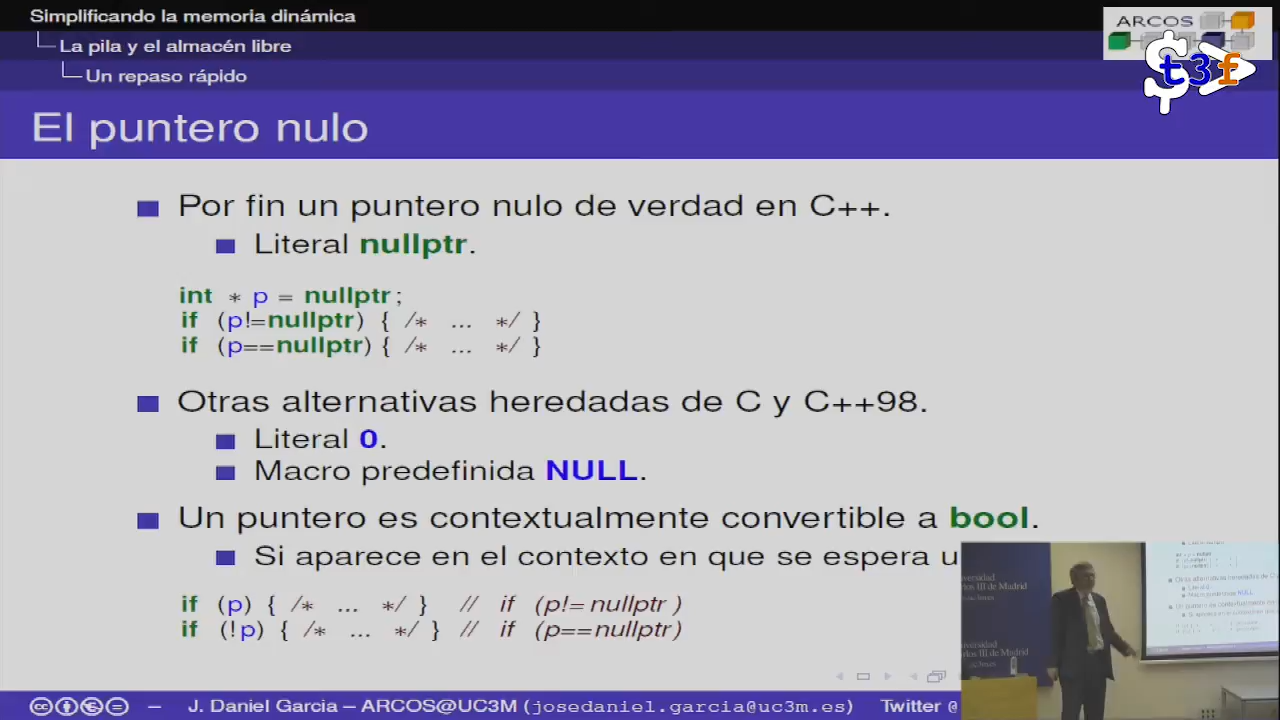 Simplificando la memoria dinámica
La pila y el almacén libre
Un repaso rápido
ARCOS
t3f
El puntero nulo
Por fin un puntero nulo de verdad en C++.
Literal nullptr.
int * p = nullptr;
if (p!=nullptr) { /* ... */ }
if (p==nullptr) { /* ... */ }
Otras alternativas heredadas de C y C++98.
Literal 0.
Macro predefinida NULL.
Un puntero es contextualmente convertible a bool.
Si aparece en el contexto en que se espera u
if (p) { /* ... */ } // if (p!= nullptr )
if (!p) { /* ... */ } // if (p==nullptr)
J. Daniel Garcia – ARCOS@UC3M (josedaniel.garcia@uc3m.es) Twitter @